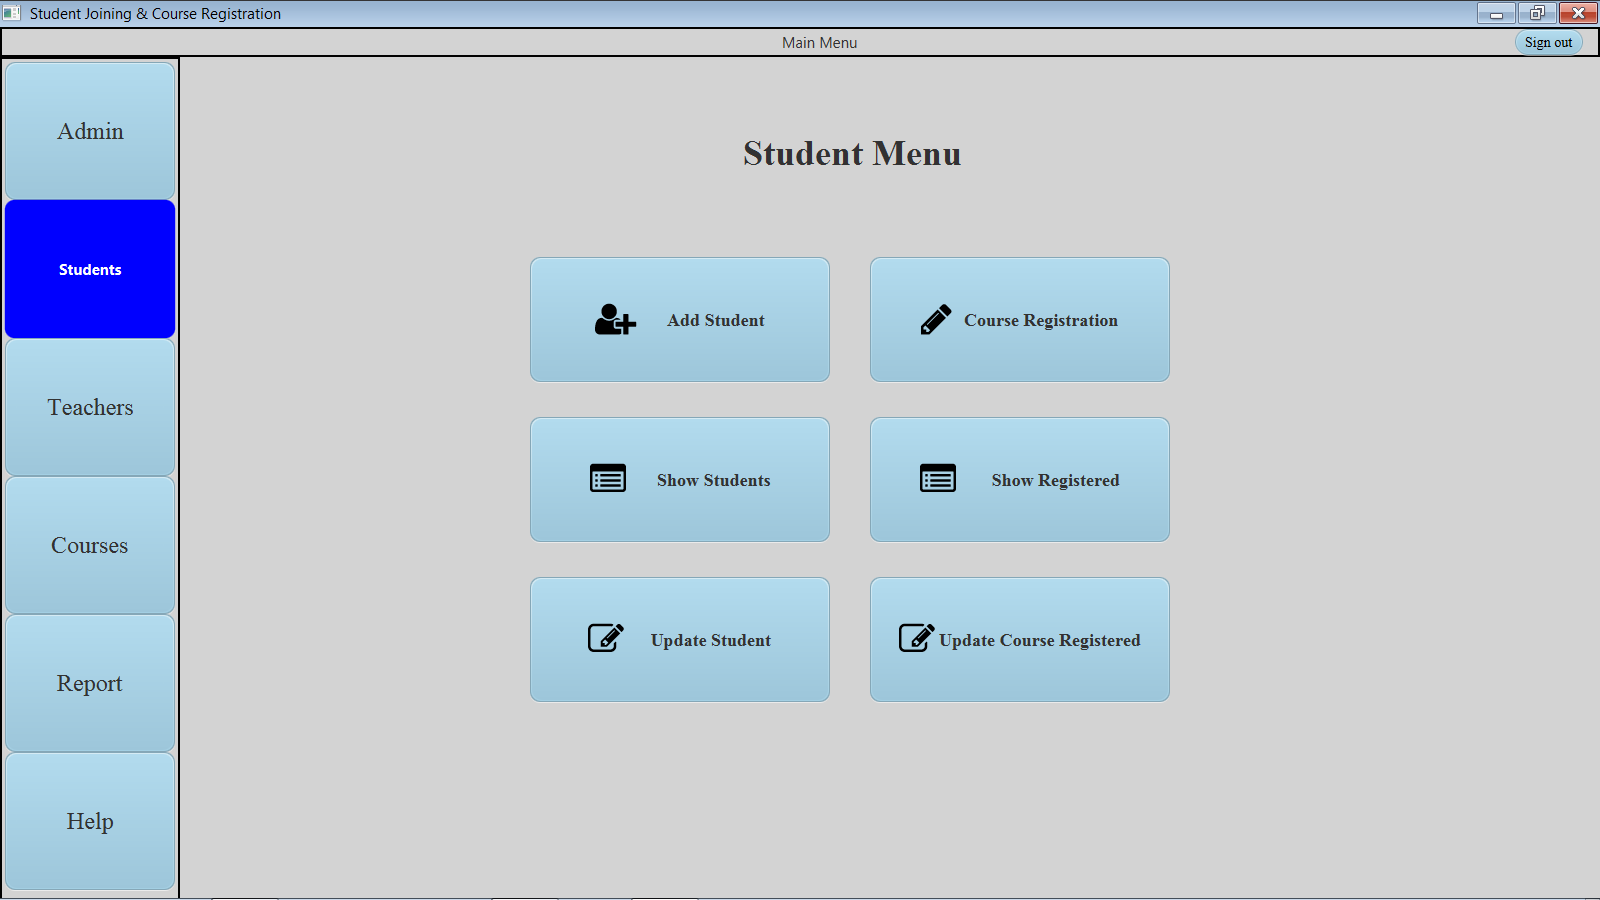 Student Joining & Course Registration
Main Menu
Sign out
Admin
Students
Teachers
Courses
Report
Help
Student Menu
Add Student
Course Registration
Show Students
Show Registered
Update Student
Update Course Registered